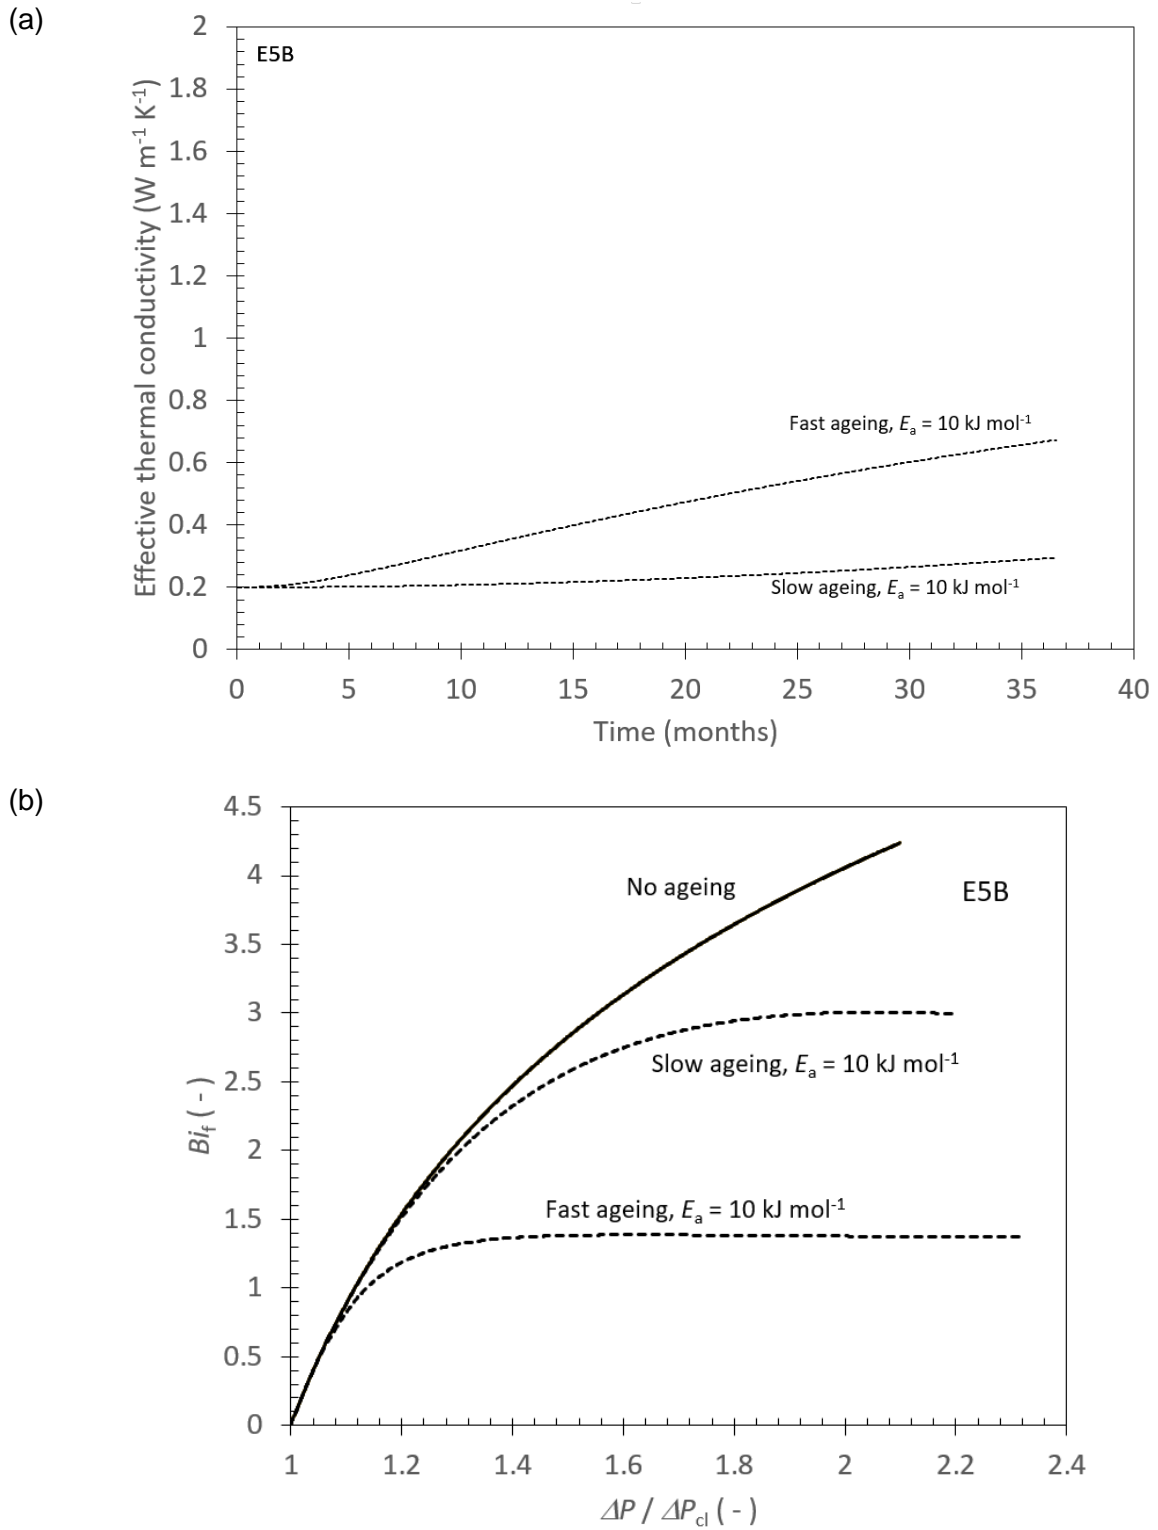 (a)
2
E5B
1.8
1.6
1.4
1.2
1
0.8
0.6
0.4
0.2
0
Effective thermal conductivity (W m-1 K-1)
Fast ageing, Ea = 10 kJ mol-1
Slow ageing, Ea = 10 kJ mol-1
0 5 10 15 20 25 30 35 40
Time (months)
(b)
4.5
4
3.5
3
2.5
2
1.5
1
0.5
0
Bif ( - )
No ageing
E5B
Slow ageing, Ea = 10 kJ mol-1
Fast ageing, Ea = 10 kJ mol-1
1 1.2 1.4 1.6 1.8 2 2.2 2.4
ΔP / ΔPcl ( - )